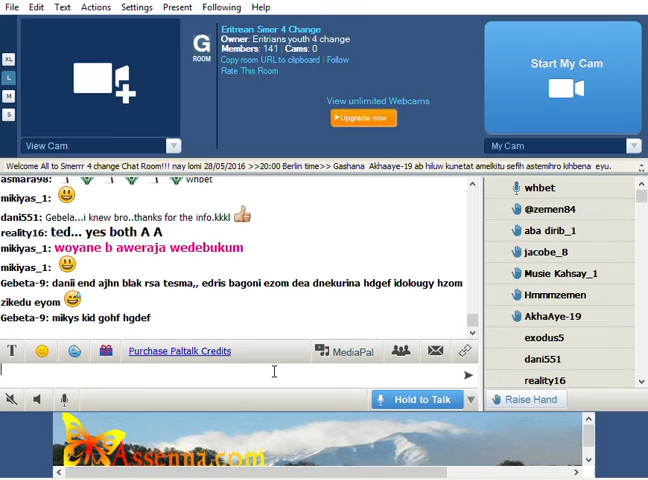 File Edit Text Actions Settings Present Following Help
XL
L
M
S
View Cam
G
ROOM
Eritrean Smer 4 Change
Owner: Eritrians youth 4 change
Members: 141 | Cams: 0
Copy room URL to clipboard | Follow
Rate This Room
View unlimited Webcams
Upgrade now
Start My Cam
My Cam
Welcome All to Smerrr 4 change Chat Room!!! nay lomi 28/05/2016 >>20:00 Berlin time>> Gashana Akhaaye-19 ab hiluw kunetat amelkitu sefih astemihro kihbena eyu.
asmara98: whbet
mikiyas_1:
dani551: Gebela...i knew bro..thanks for the info.kkkl
reality16: ted... yes both A A
mikiyas_1: woyane b aweraja wedebukum
mikiyas_1:
Gebeta-9: danii end ajhn blak rsa tesma,, edris bagoni ezom dea dnekurina hdgef idokougy hzom
zikedu eyom
Gebeta-9: mikys kid gohf hgdef
whbet
@zemen84
aba dirib_1
jacobe_8
Musie Kahsay_1
Hmmmzemen
AkhaAye-19
exodus5
dani551
reality16
T Purchase Paltalk Credits MediaPal
Hold to Talk
Raise Hand
Assenna.com